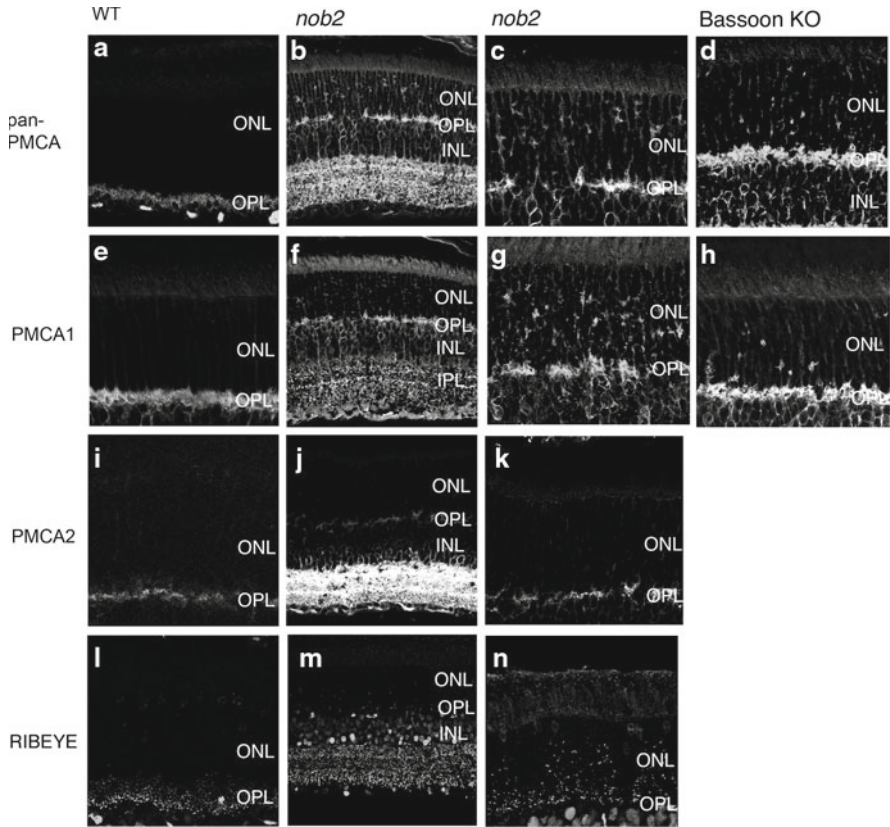 WT nob2 nob2 Bassoon KO
pan-
PMCA
a ONL OPL
b ONL OPL INL
c ONL OPL
d ONL OPL INL
PMCA1
e ONL OPL
f ONL OPL INL IPL
g ONL OPL
h ONL OPL
PMCA2
i ONL OPL
j ONL OPL INL
k ONL OPL
RIBEYE
l ONL OPL
m ONL OPL INL
n ONL OPL